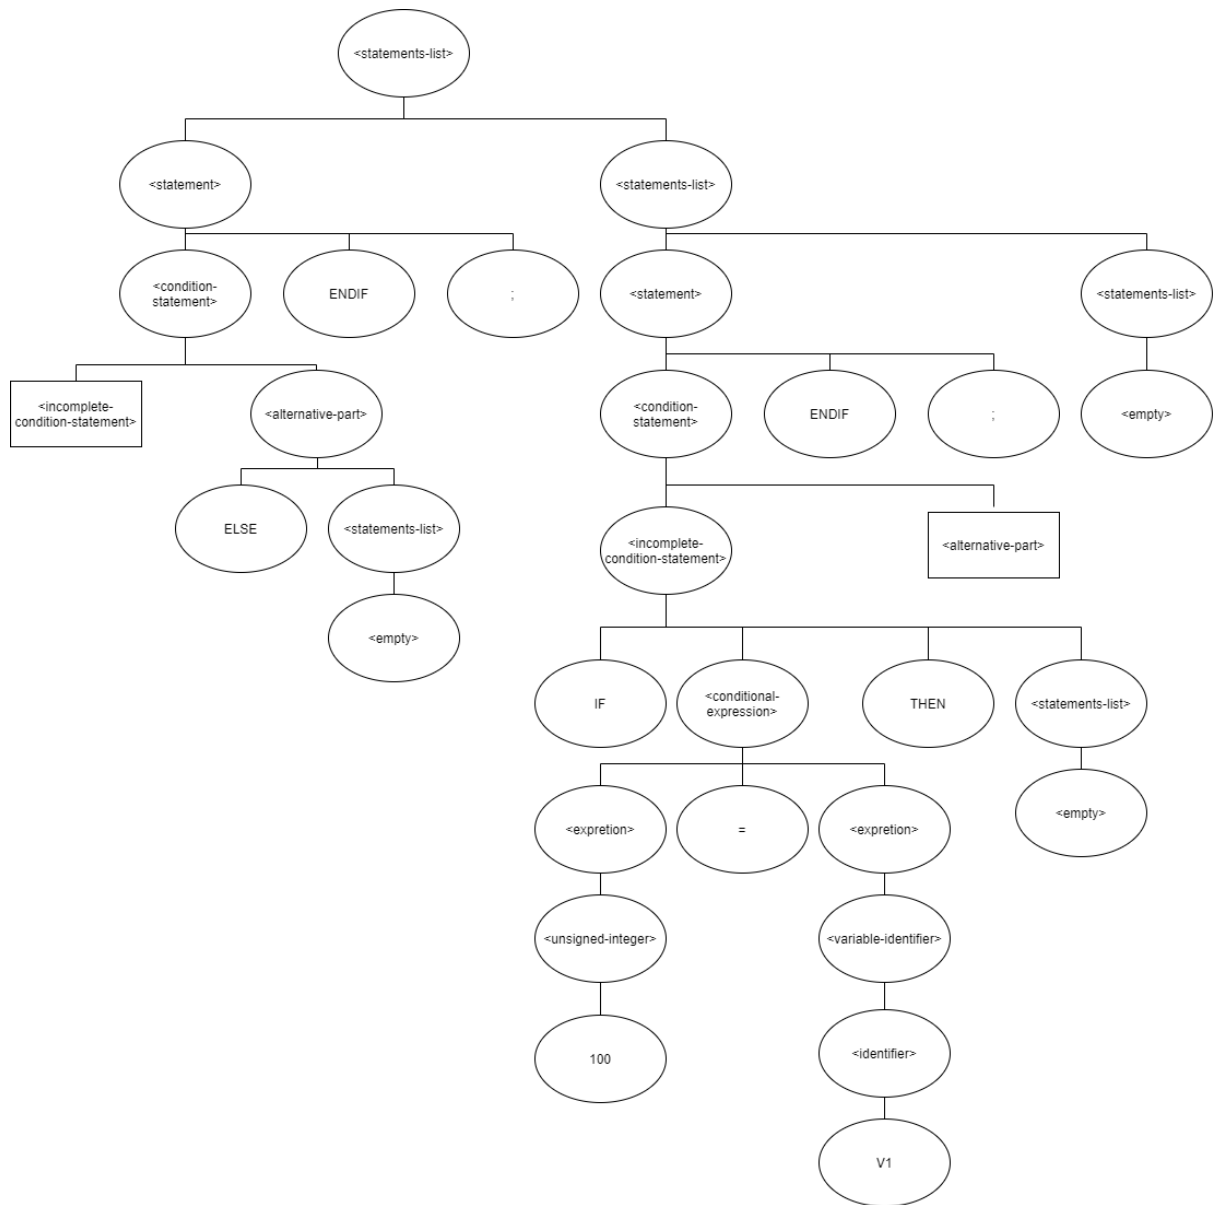 <statements-list>
<statement>
<statements-list>
<condition-
statement>
ENDIF
;
<statement>
<statements-list>
<incomplete-
condition-statement>
<alternative-part>
<condition-
statement>
ENDIF
;
<empty>
ELSE
<statements-list>
<incomplete-
condition-statement>
<alternative-part>
<empty>
IF
<conditional-
expression>
THEN
<statements-list>
<expretion>
=
<expretion>
<empty>
<unsigned-integer>
<variable-identifier>
100
<identifier>
V1